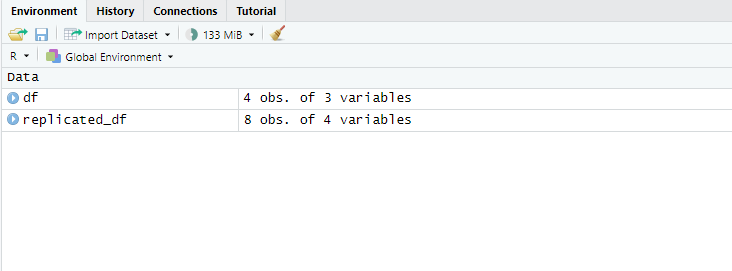 Environment History Connections Tutorial
Import Dataset 133 MiB
R Global Environment
Data
df 4 obs. of 3 variables
replicated_df 8 obs. of 4 variables